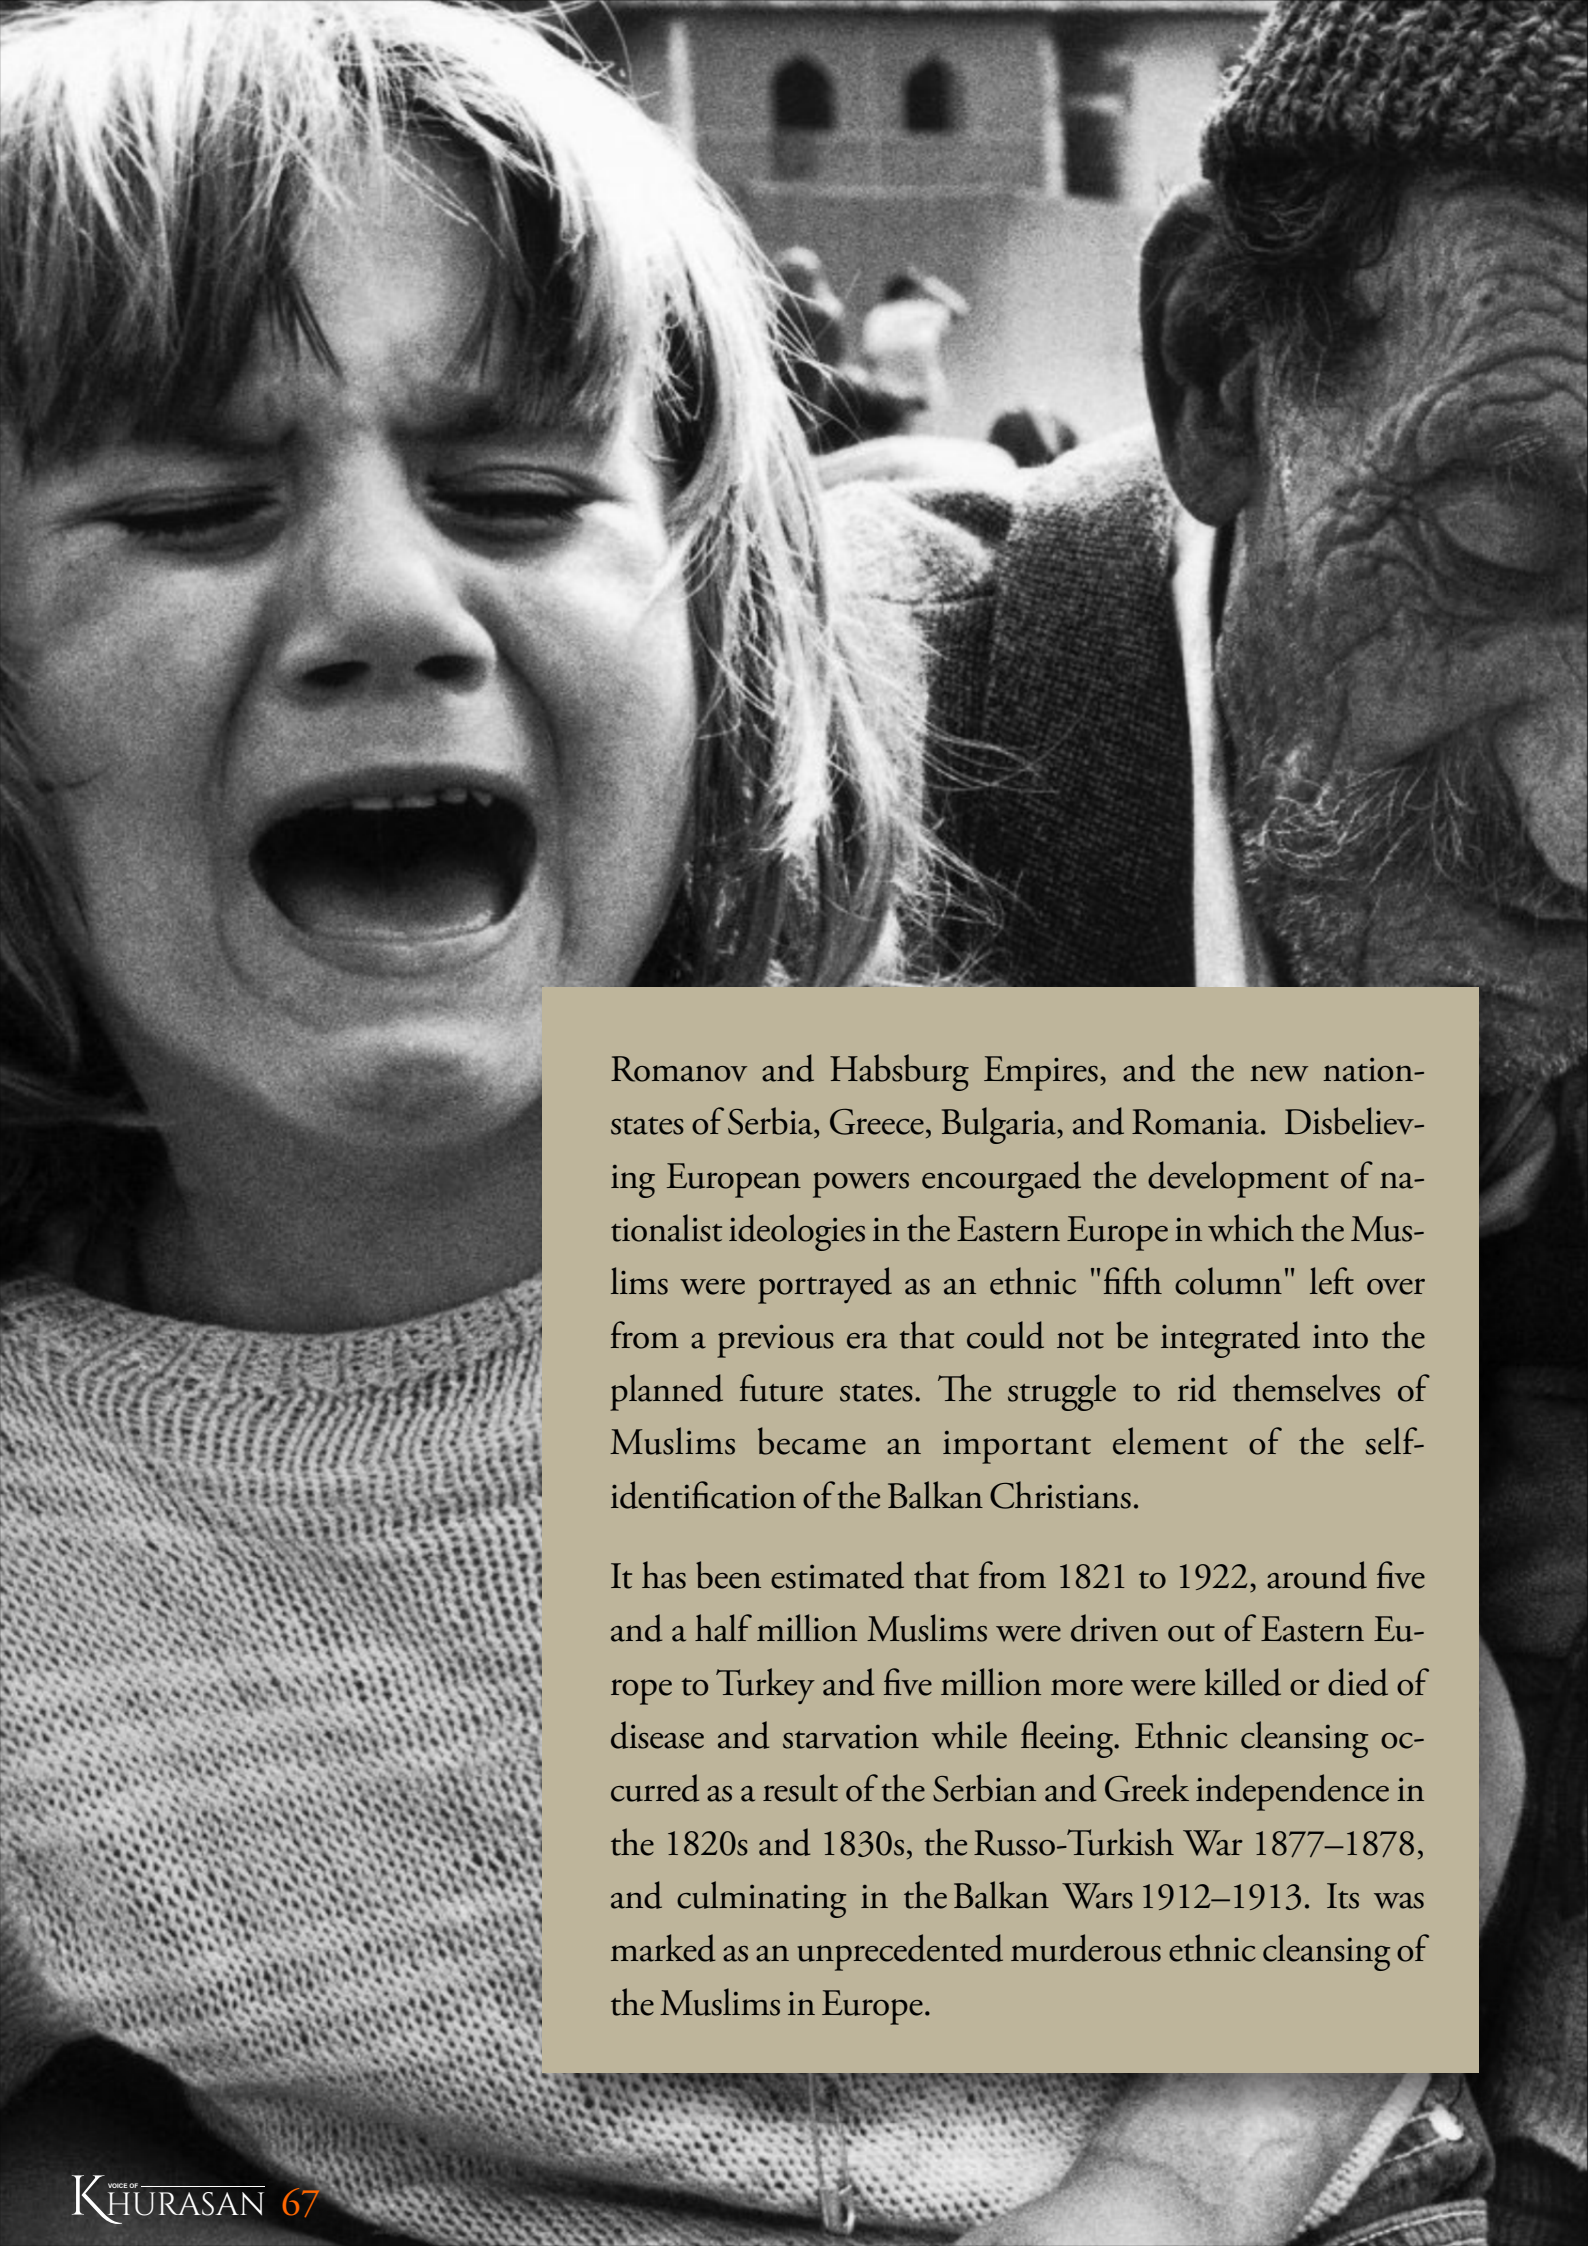 Romanov and Habsburg Empires, and the new nation-
states of Serbia, Greece, Bulgaria, and Romania. Disbeliev-
ing European powers encourgaed the development of na-
tionalist ideologies in the Eastern Europe in which the Mus-
lims were portrayed as an ethnic "fifth column" left over
from a previous era that could not be integrated into the
planned future states. The struggle to rid themselves of
Muslims became an important element of the self-
identification of the Balkan Christians.
It has been estimated that from 1821 to 1922, around five
and a half million Muslims were driven out of Eastern Eu-
rope to Turkey and five million more were killed or died of
disease and starvation while fleeing. Ethnic cleansing oc-
curred as a result of the Serbian and Greek independence in
the 1820s and 1830s, the Russo-Turkish War 1877–1878,
and culminating in the Balkan Wars 1912–1913. Its was
marked as an unprecedented murderous ethnic cleansing of
the Muslims in Europe.
VOICE OF
KHURASAN 67